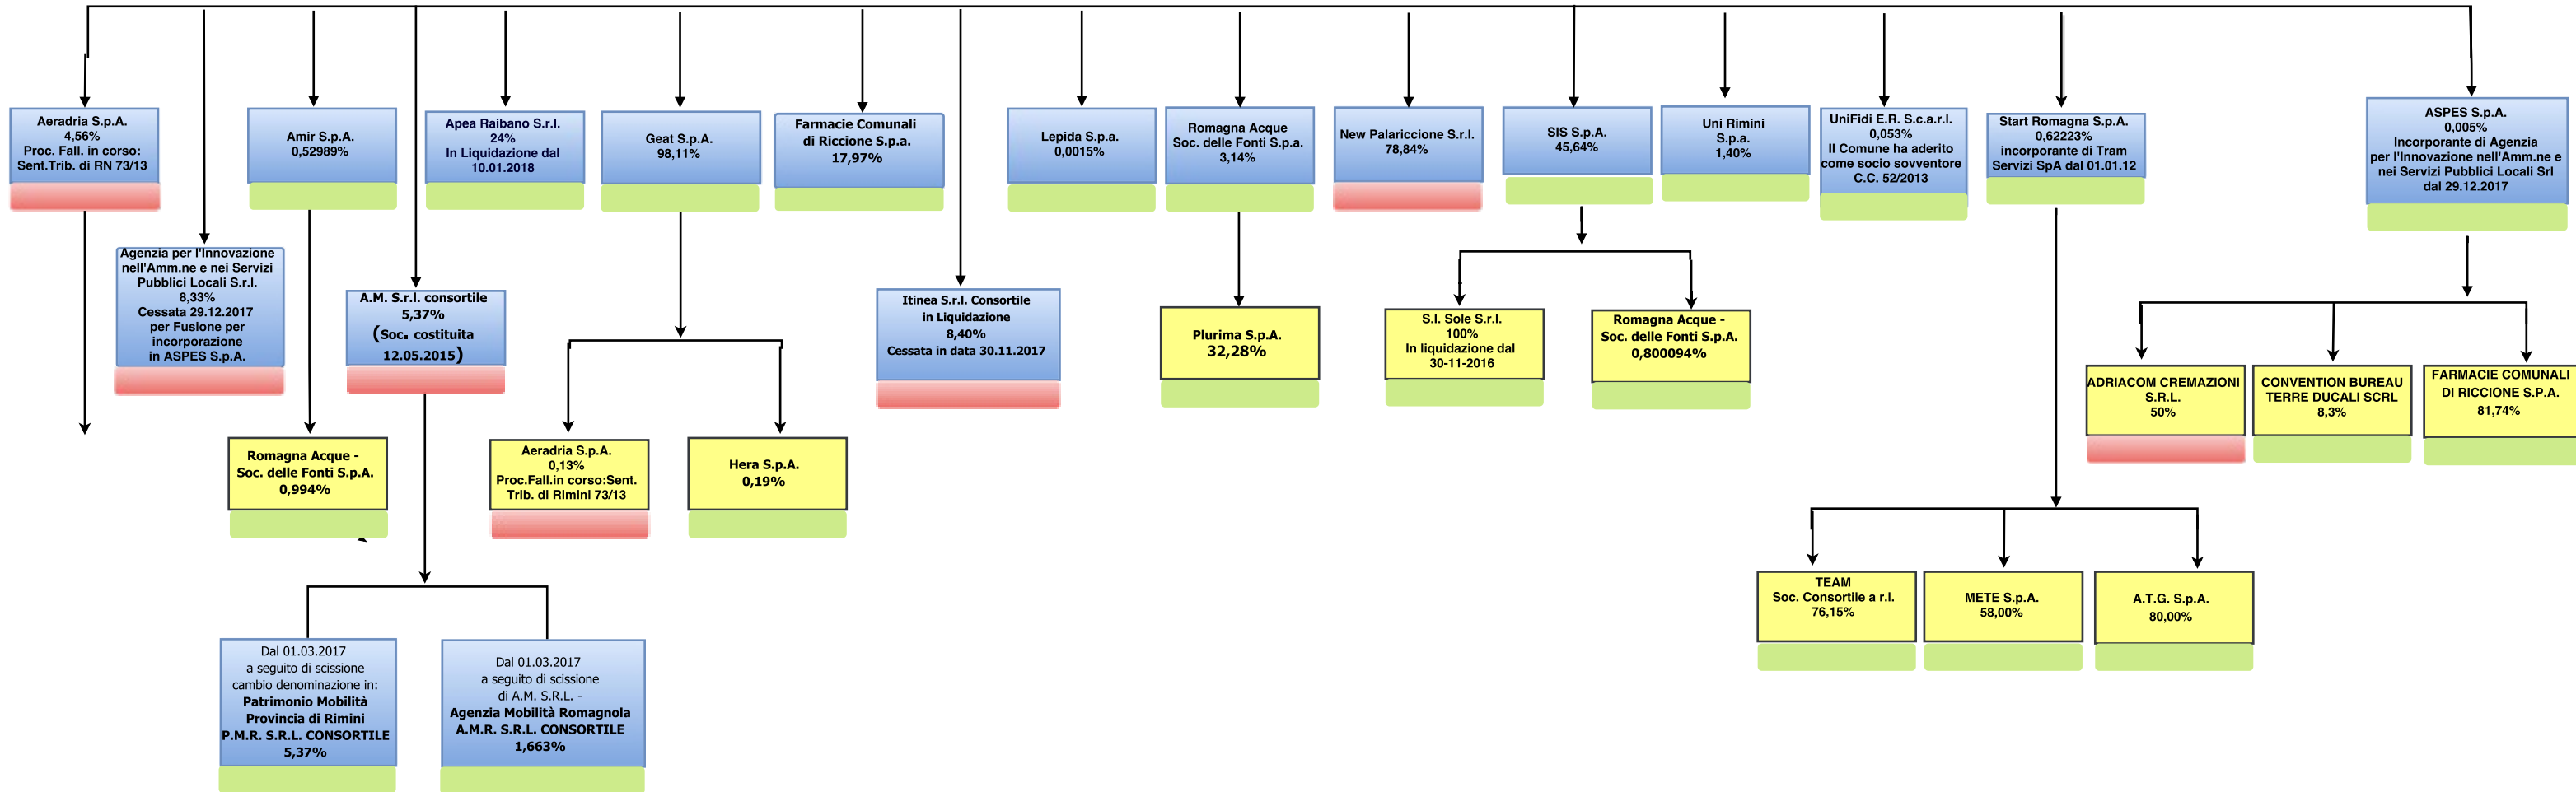 Aeradria S.p.A.
4,56%
Proc. Fall. in corso:
Sent.Trib. di RN 73/13
Amir S.p.A.
0,52989%
Apea Raibano S.r.l.
24%
In Liquidazione dal
10.01.2018
Geat S.p.A.
98,11%
Farmacie Comunali
di Riccione S.p.a.
17,97%
Lepida S.p.a.
0,0015%
Romagna Acque
Soc. delle Fonti S.p.a.
3,14%
New Palariccione S.r.l.
78,84%
SIS S.p.A.
45,64%
Uni Rimini
S.p.a.
1,40%
UniFidi E.R. S.c.a.r.l.
0,053%
Il Comune ha aderito
come socio sovventore
C.C. 52/2013
Start Romagna S.p.A.
0,62223%
incorporante di Tram
Servizi SpA dal 01.01.12
ASPES S.p.A.
0,005%
Incorporante di Agenzia
per l'Innovazione nell'Amm.ne e
nei Servizi Pubblici Locali Srl
dal 29.12.2017
Agenzia per l'Innovazione
nell'Amm.ne e nei Servizi
Pubblici Locali S.r.l.
8,33%
Cessata 29.12.2017
per Fusione per
incorporazione
in ASPES S.p.A.
A.M. S.r.l. consortile
5,37%
(Soc. costituita
12.05.2015)
Itinea S.r.l. Consortile
in Liquidazione
8,40%
Cessata in data 30.11.2017
Plurima S.p.A.
32,28%
S.I. Sole S.r.l.
100%
In liquidazione dal
30-11-2016
Romagna Acque -
Soc. delle Fonti S.p.A.
0,800094%
ADRIACOM CREMAZIONI
S.R.L.
50%
CONVENTION BUREAU
TERRE DUCALI SCRL
8,3%
FARMACIE COMUNALI
DI RICCIONE S.P.A.
81,74%
Romagna Acque -
Soc. delle Fonti S.p.A.
0,994%
Aeradria S.p.A.
0,13%
Proc.Fall.in corso:Sent.
Trib. di Rimini 73/13
Hera S.p.A.
0,19%
TEAM
Soc. Consortile a r.l.
76,15%
METE S.p.A.
58,00%
A.T.G. S.p.A.
80,00%
Dal 01.03.2017
a seguito di scissione
cambio denominazione in:
Patrimonio Mobilità
Provincia di Rimini
P.M.R. S.R.L. CONSORTILE
5,37%
Dal 01.03.2017
a seguito di scissione
di A.M. S.R.L. -
Agenzia Mobilità Romagnola
A.M.R. S.R.L. CONSORTILE
1,663%